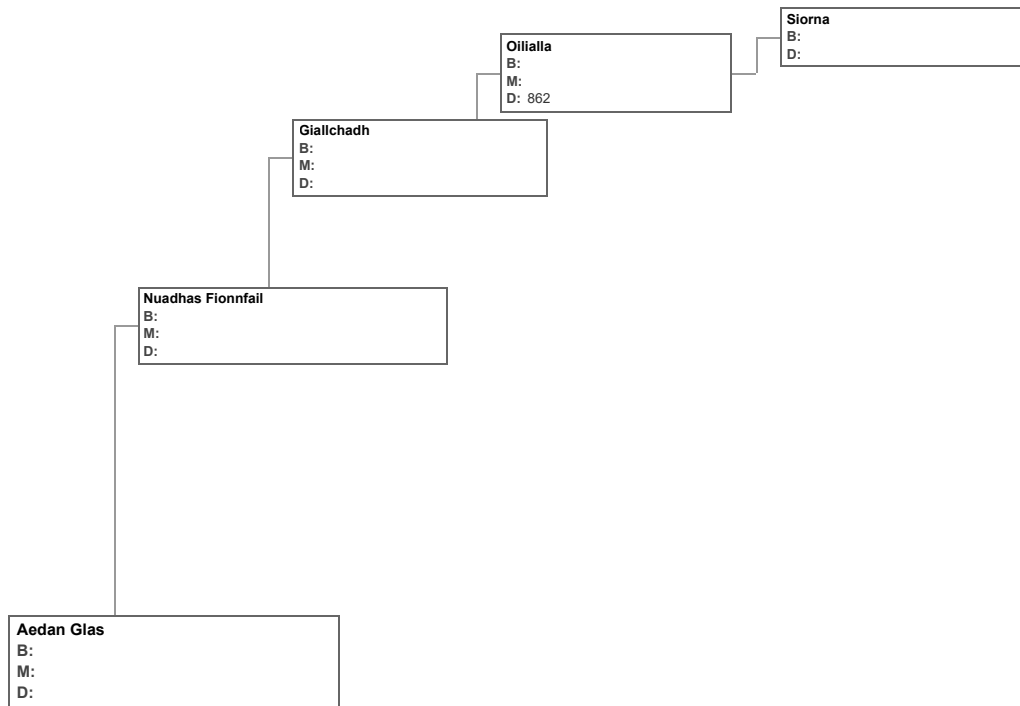 Siorna
B:
D:
Oilialla
B:
M:
D: 862
Giallchadh
B:
M:
D:
Nuadhas Fionnfail
B:
M:
D:
Aedan Glas
B:
M:
D: